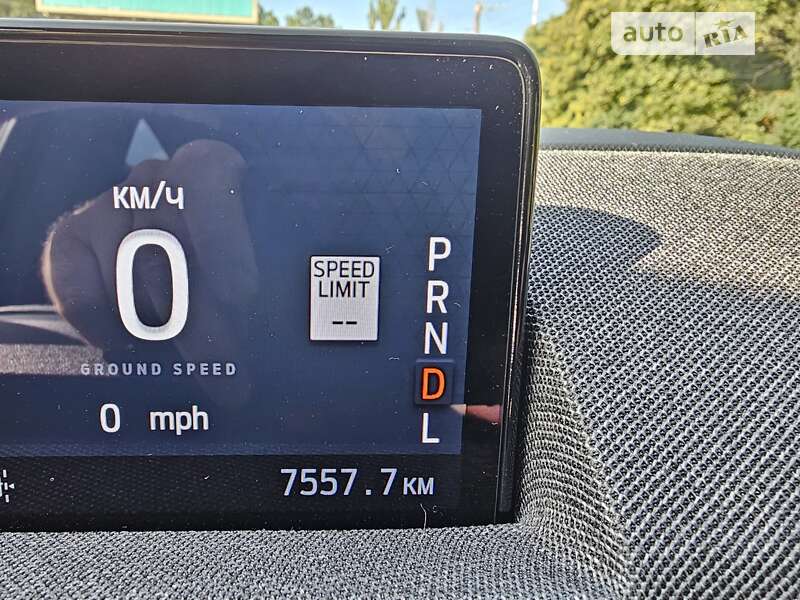 auto RIA
КМ/Ч
0
GROUND SPEED
0 mph
SPEED
LIMIT
--
P
R
N
D
L
7557.7 КМ